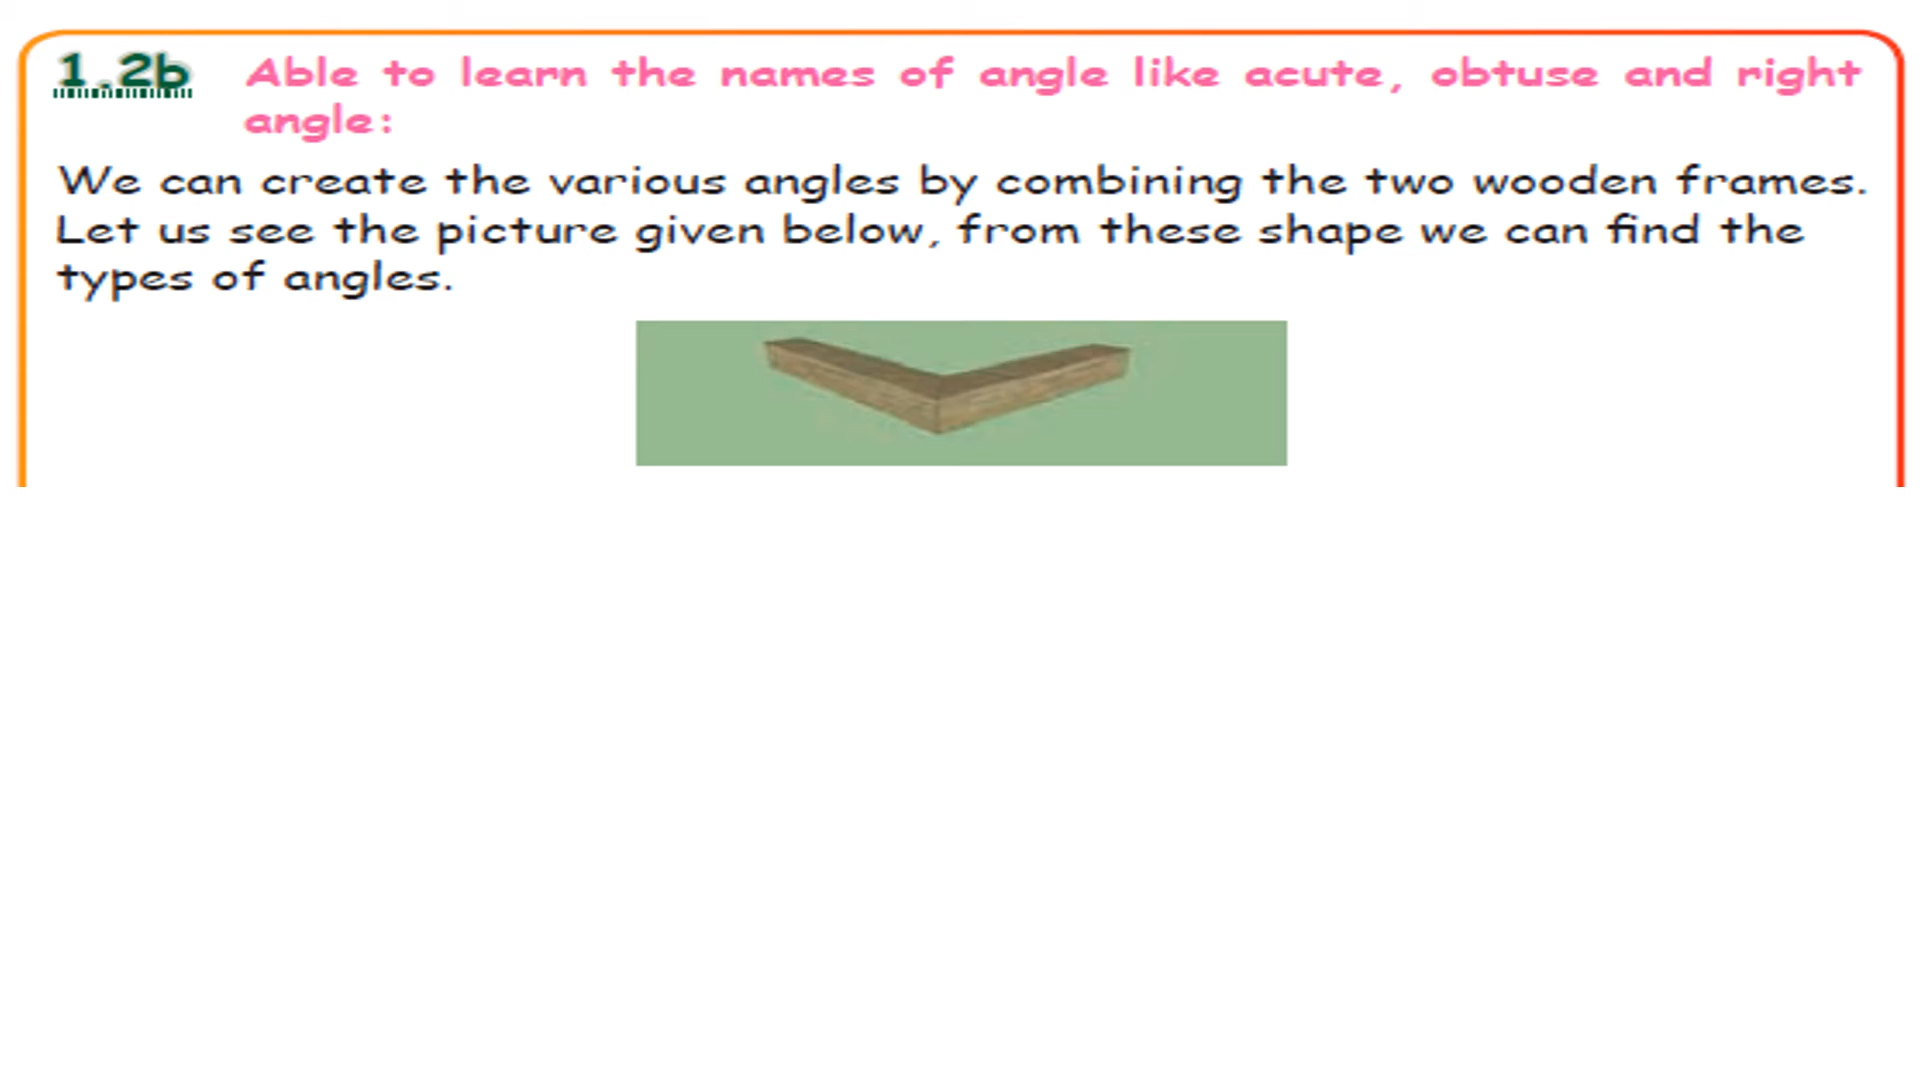 1.2b Able to learn the names of angle like acute, obtuse and right
angle:
We can create the various angles by combining the two wooden frames.
Let us see the picture given below, from these shape we can find the
types of angles.